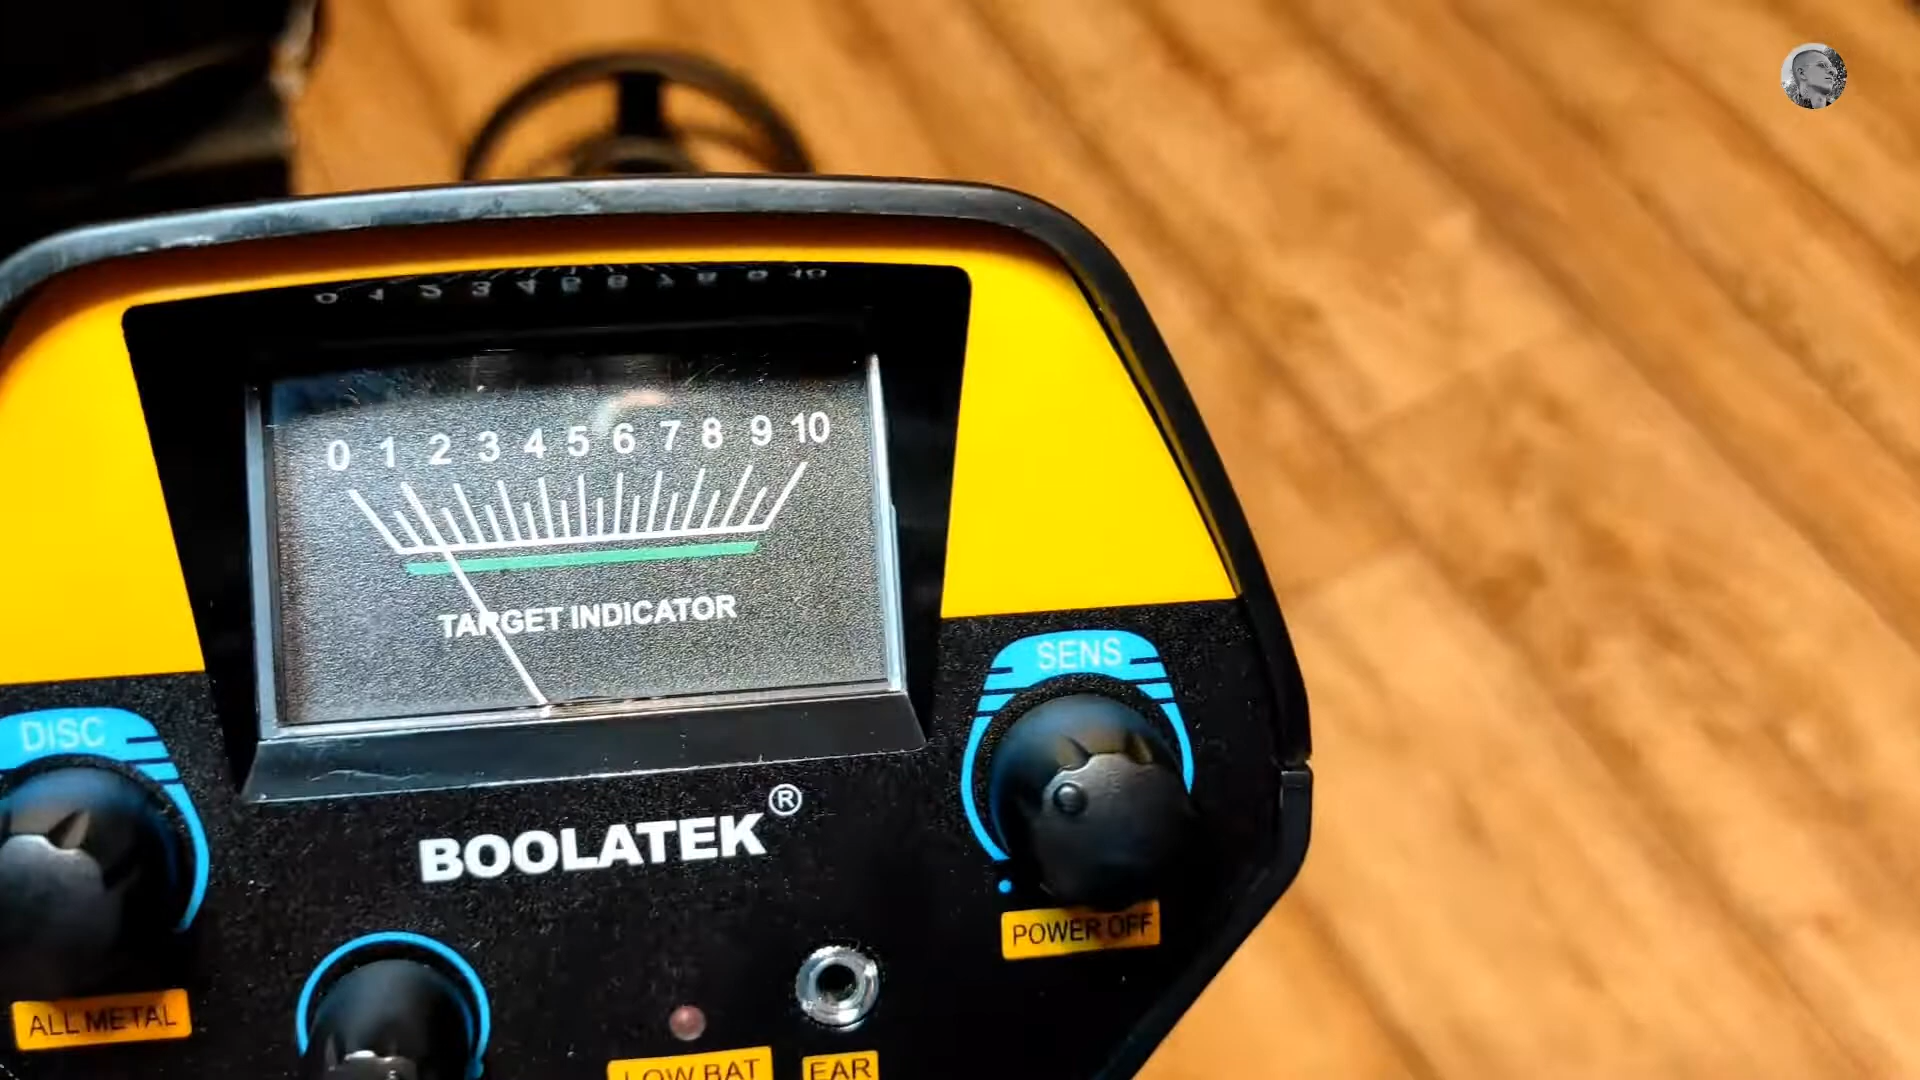 0 1 2 3 4 5 6 7 8 9 10
0 1 2 3 4 5 6 7 8 9 10
TARGET INDICATOR
SENS
DISC
BOOLATEK®
POWER OFF
ALL METAL
LOW BAT
EAR